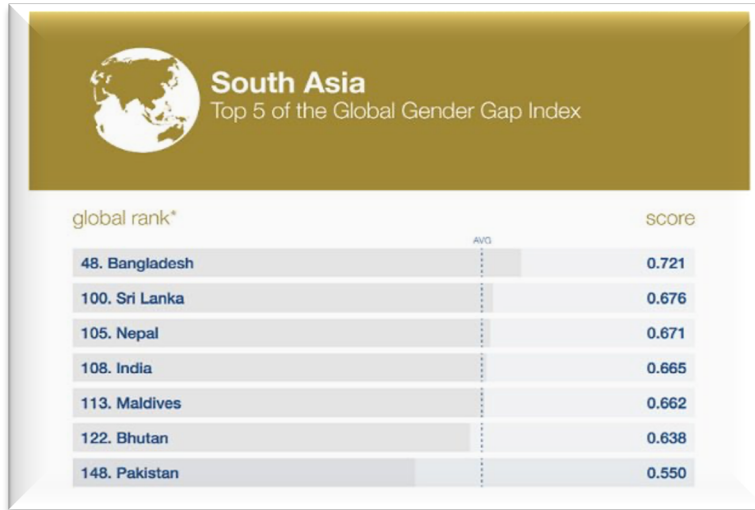 South Asia
Top 5 of the Global Gender Gap Index
global rank* score
AVG
48. Bangladesh 0.721
100. Sri Lanka 0.676
105. Nepal 0.671
108. India 0.665
113. Maldives 0.662
122. Bhutan 0.638
148. Pakistan 0.550